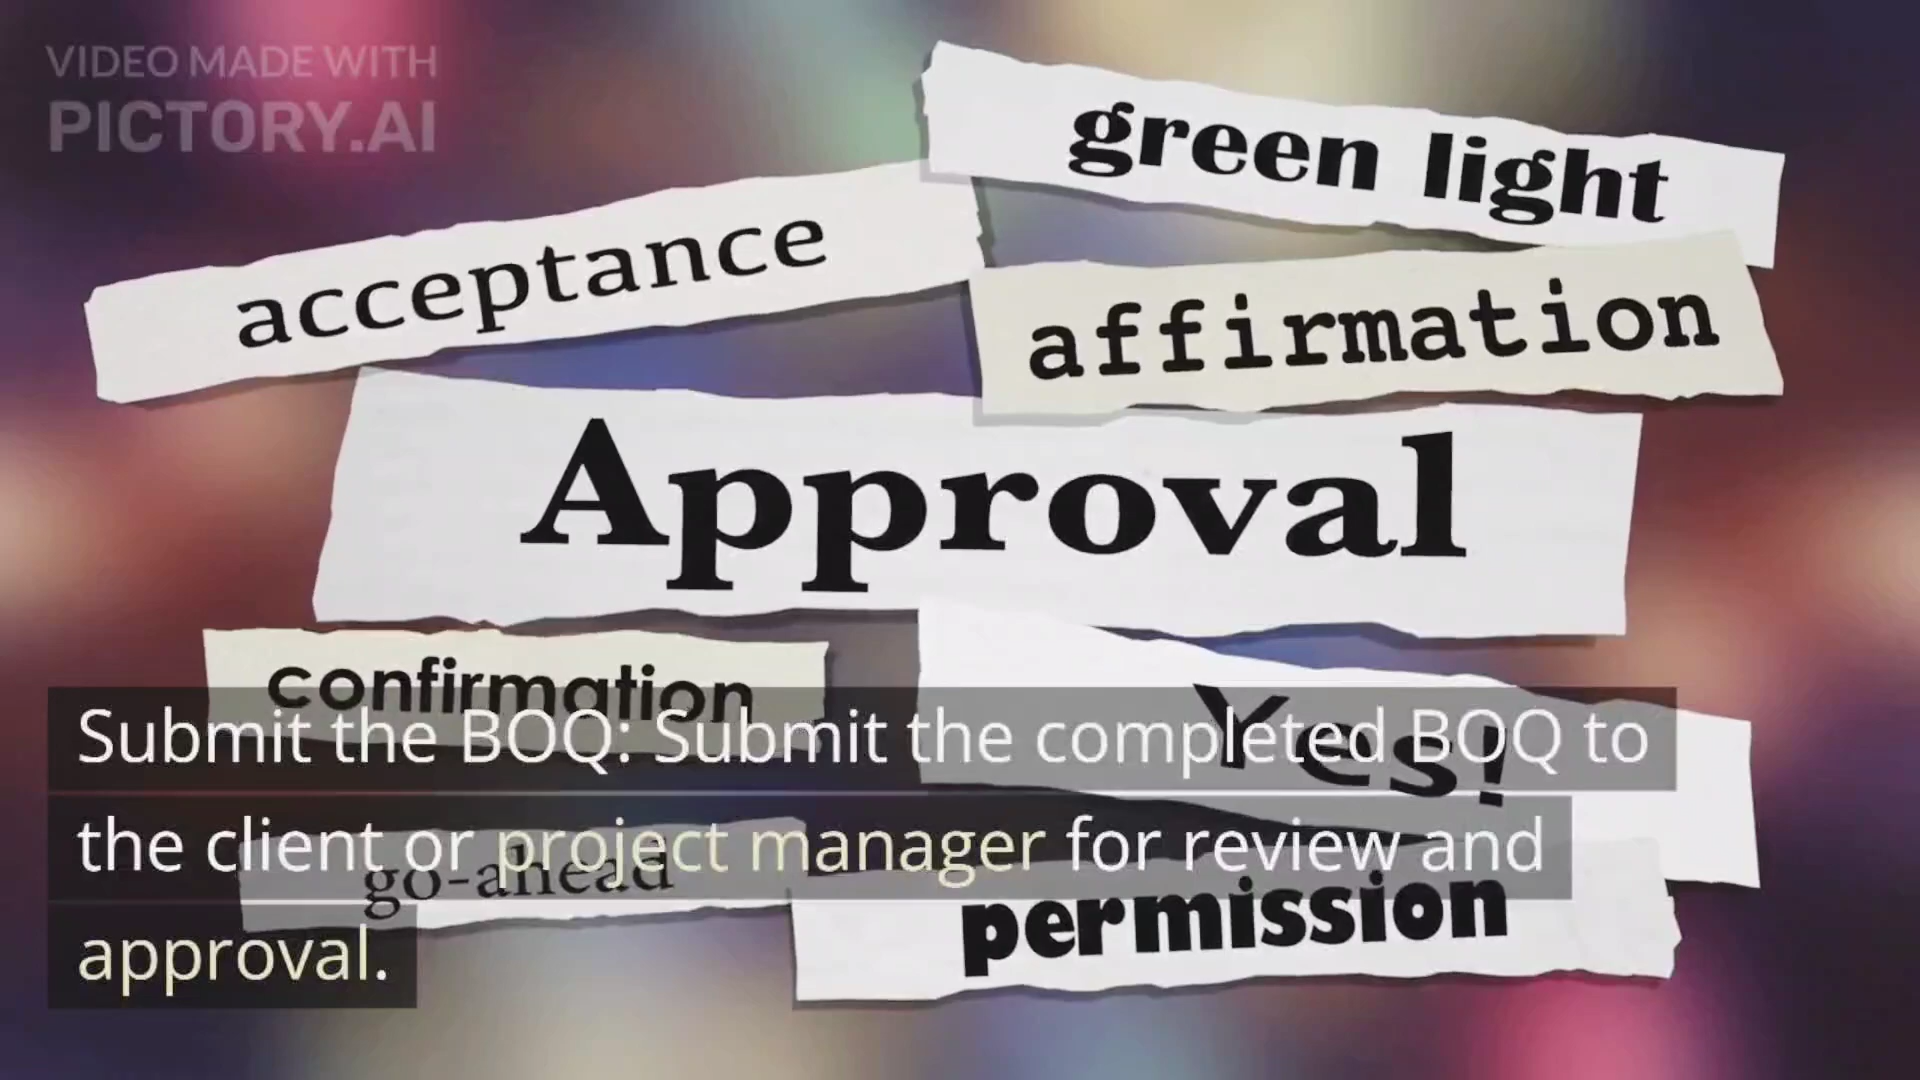 VIDEO MADE WITH
PICTORY.AI
green light
acceptance
affirmation
Approval
confirmation
Yes!
go-ahead
permission
Submit the BOQ: Submit the completed BOQ to
the client or project manager for review and
approval.